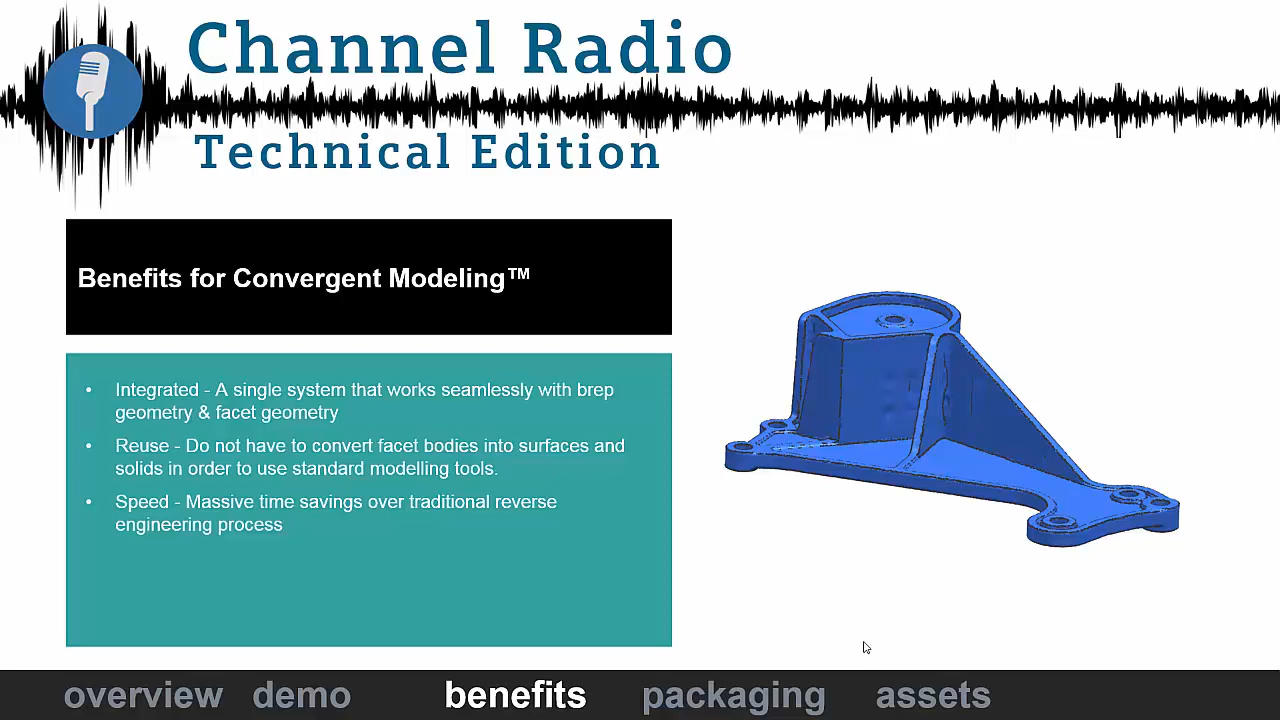 Channel Radio
Technical Edition
Benefits for Convergent Modeling™
• Integrated - A single system that works seamlessly with brep
geometry & facet geometry
• Reuse - Do not have to convert facet bodies into surfaces and
solids in order to use standard modelling tools.
• Speed - Massive time savings over traditional reverse
engineering process
overview demo benefits packaging assets